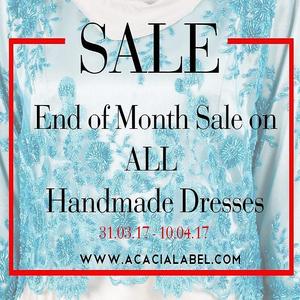 SALE
End of Month Sale on
ALL
Handmade Dresses
31.03.17 - 10.04.17
WWW.ACACIALABEL.COM